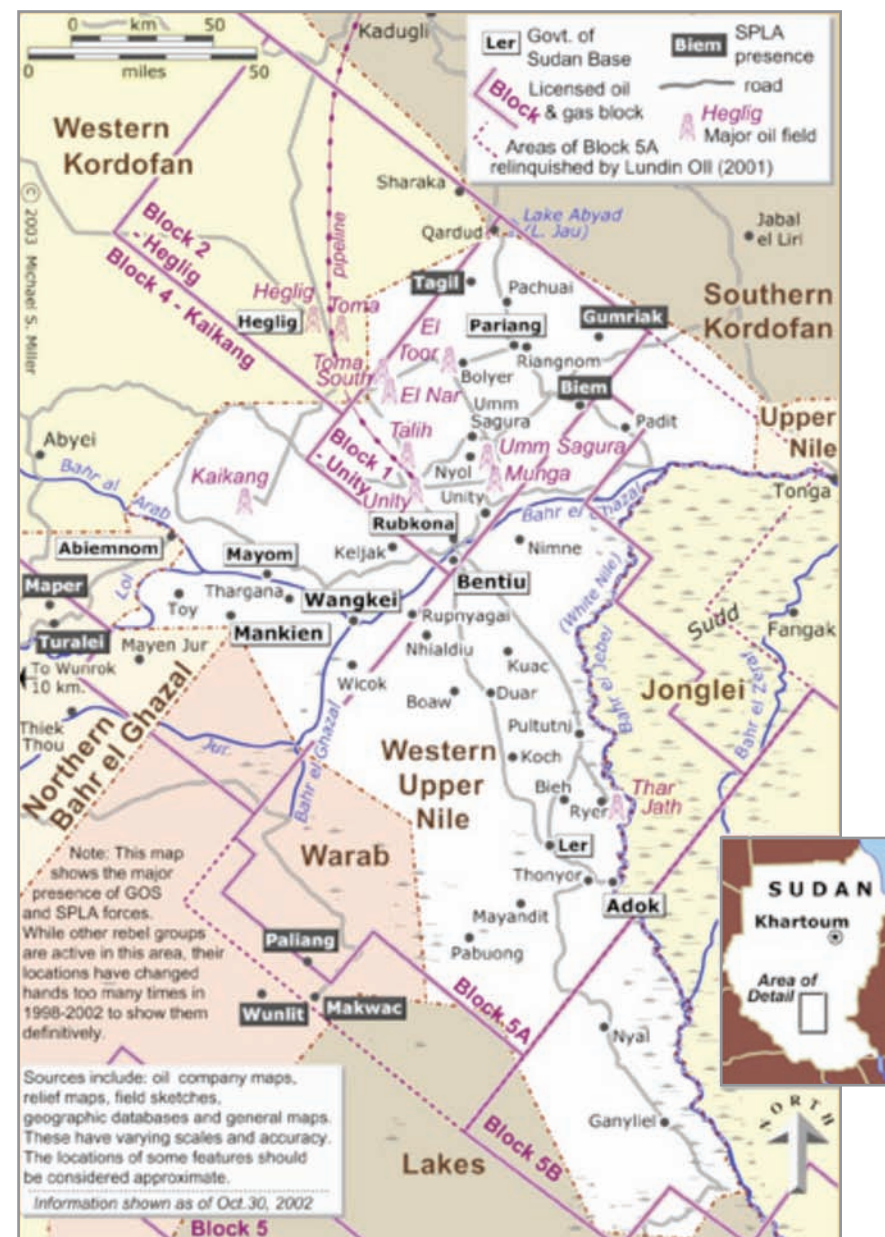 0 km 50
0 miles 50
Kadugli
Ler
Govt. of
Sudan Base
Biem
SPLA
presence
Block
Licensed oil
& gas block
road
Heglig
Major oil field
Areas of Block 5A
relinquished by Lundin OIl (2001)
Western
Kordofan
© 2003 Michael S. Miller
Sharaka
Qardud
Lake Abyad
(L. Jau)
Jabal
el Liri
Block 2
- Heglig
Block 4 - Kaikang
pipeline
Heglig
Toma
Heglig
Tagil
Pachuai
Southern
Kordofan
Gumriak
Pariang
El
Toor
Riangnom
Toma
South
Bolyer
El Nar
Biem
Umm
Sagura
Padit
Upper
Nile
Abyei
Talih
Umm Sagura
Block 1
- Unity
Nyol
Munga
Kaikang
Unity
Unity
Tonga
Bahr al
Arab
Bahr el Ghazal
Rubkona
Abiemnom
Mayom
Keljak
Nimne
Bentiu
Maper
Lol
Thargana
Toy
Wangkei
Rupnyagai
(White Nile)
Sudd
Fangak
Turalei
Mankien
Mayen Jur
Nhialdiu
To Wunrok
10 km.
Wicok
Kuac
Boaw
Duar
Bahr el Jebel
Jonglei
Bahr el Zeraf
Thiek
Thou
Jur
Bahr el Ghazal
Pultutni
Northern
Bahr el Ghazal
Western
Upper
Nile
Koch
Bieh
Ryer
Thar
Jath
Warab
Ler
Thonyor
Adok
Note: This map
shows the major
presence of GOS
and SPLA forces.
While other rebel groups
are active in this area, their
locations have changed
hands too many times in
1998-2002 to show them
definitively.
Mayandit
Pabuong
Paliang
Wunlit
Makwac
Block 5A
Nyal
Ganyliel
Block 5B
Lakes
Sources include: oil company maps,
relief maps, field sketches,
geographic databases and general maps.
These have varying scales and accuracy.
The locations of some features should
be considered approximate.
Information shown as of Oct.30, 2002
Block 5
SUDAN
Khartoum
Area of
Detail
NORTH